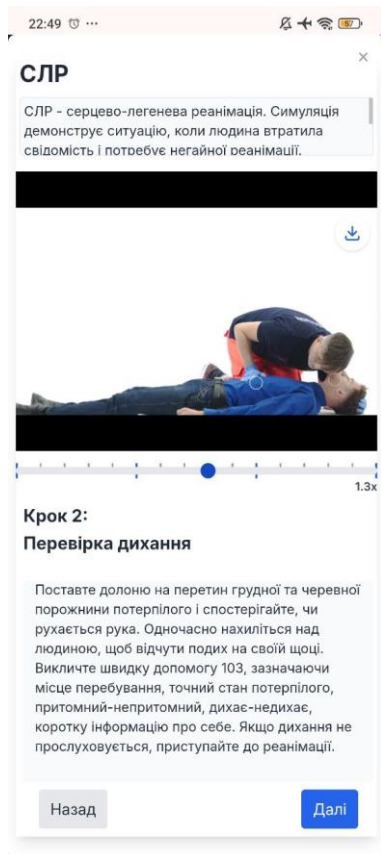 22:49 ...
57
×
СЛР
СЛР - серцево-легенева реанімація. Симуляція
демонструє ситуацію, коли людина втратила
свідомість і потребує негайної реанімації.
1.3x
Крок 2:
Перевірка дихання
Поставте долоню на перетин грудної та черевної
порожнини потерпілого і спостерігайте, чи
рухається рука. Одночасно нахиліться над
людиною, щоб відчути подих на своїй щоці.
Викличте швидку допомогу 103, зазначаючи
місце перебування, точний стан потерпілого,
притомний-непритомний, дихає-недихає,
коротку інформацію про себе. Якщо дихання не
прослуховується, приступайте до реанімації.
Назад
Далі